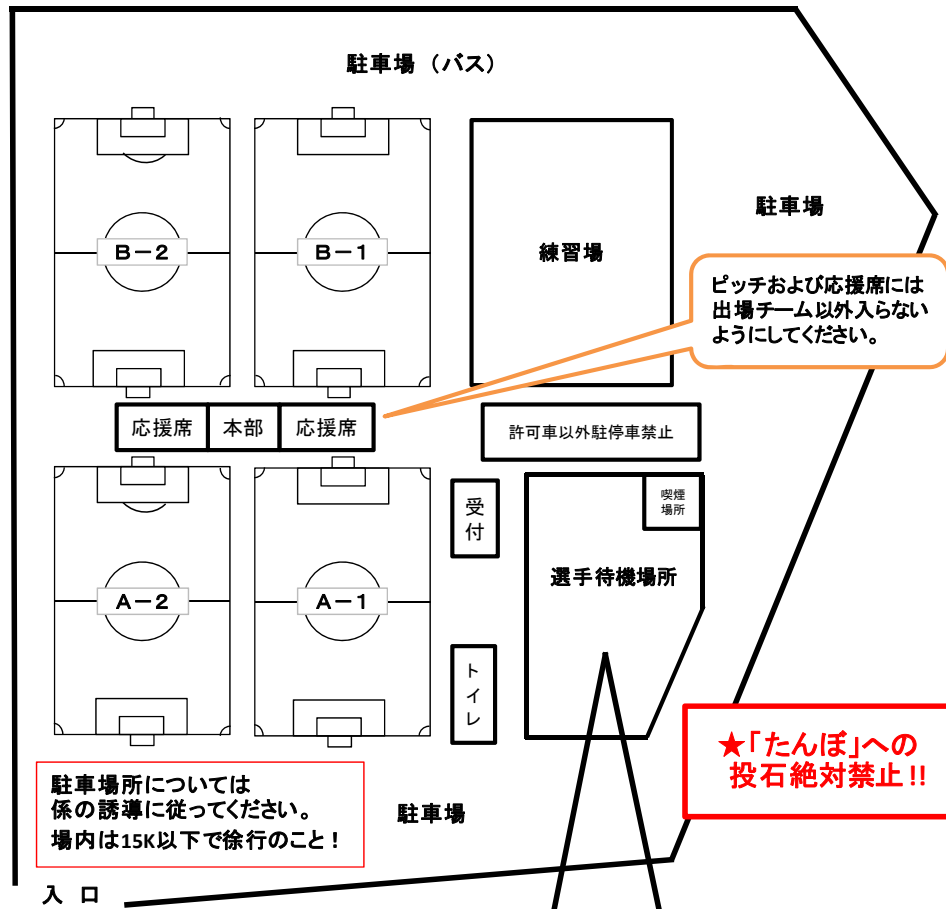 駐車場（バス）
駐車場
B－2
B－1
練習場
ピッチおよび応援席には
出場チーム以外入らない
ようにしてください。
応援席
本部
応援席
許可車以外駐停車禁止
受付
喫煙
場所
選手待機場所
A－2
A－1
トイレ
★「たんぼ」への
投石絶対禁止!!
駐車場所については
係の誘導に従ってください。
場内は15K以下で徐行のこと！
駐車場
入 口